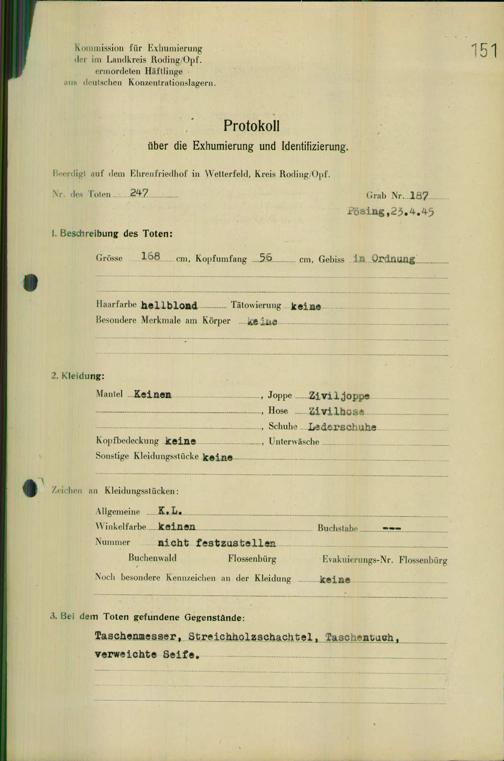 151
Kommission für Exhumierung
der im Landkreis Roding/Opf.
ermordeten Häftlinge
aus deutschen Konzentrationslagern.
Protokoll
über die Exhumierung und Identifizierung.
Beerdigt auf dem Ehrenfriedhof in Wetterfeld, Kreis Roding/Opf.
Nr. des Toten 247 Grab Nr. 187
Pösing, 23.4.45
1. Beschreibung des Toten:
Grösse 168 cm, Kopfumfang 56 cm, Gebiss in Ordnung
Haarfarbe hellblond Tätowierung keine
Besondere Merkmale am Körper keine
2. Kleidung:
Mantel Keinen, Joppe Ziviljoppe
, Hose Zivilhose
, Schuhe Lederschuhe
Kopfbedeckung keine, Unterwäsche
Sonstige Kleidungsstücke keine
Zeichen an Kleidungsstücken:
Allgemeine K.L.
Winkelfarbe keinen Buchstabe ---
Nummer nicht festzustellen
Buchenwald Flossenbürg Evakuierungs-Nr. Flossenbürg
Noch besondere Kennzeichen an der Kleidung keine
3. Bei dem Toten gefundene Gegenstände:
Taschenmesser, Streichholzschachtel, Taschentuch,
verweichte Seife.